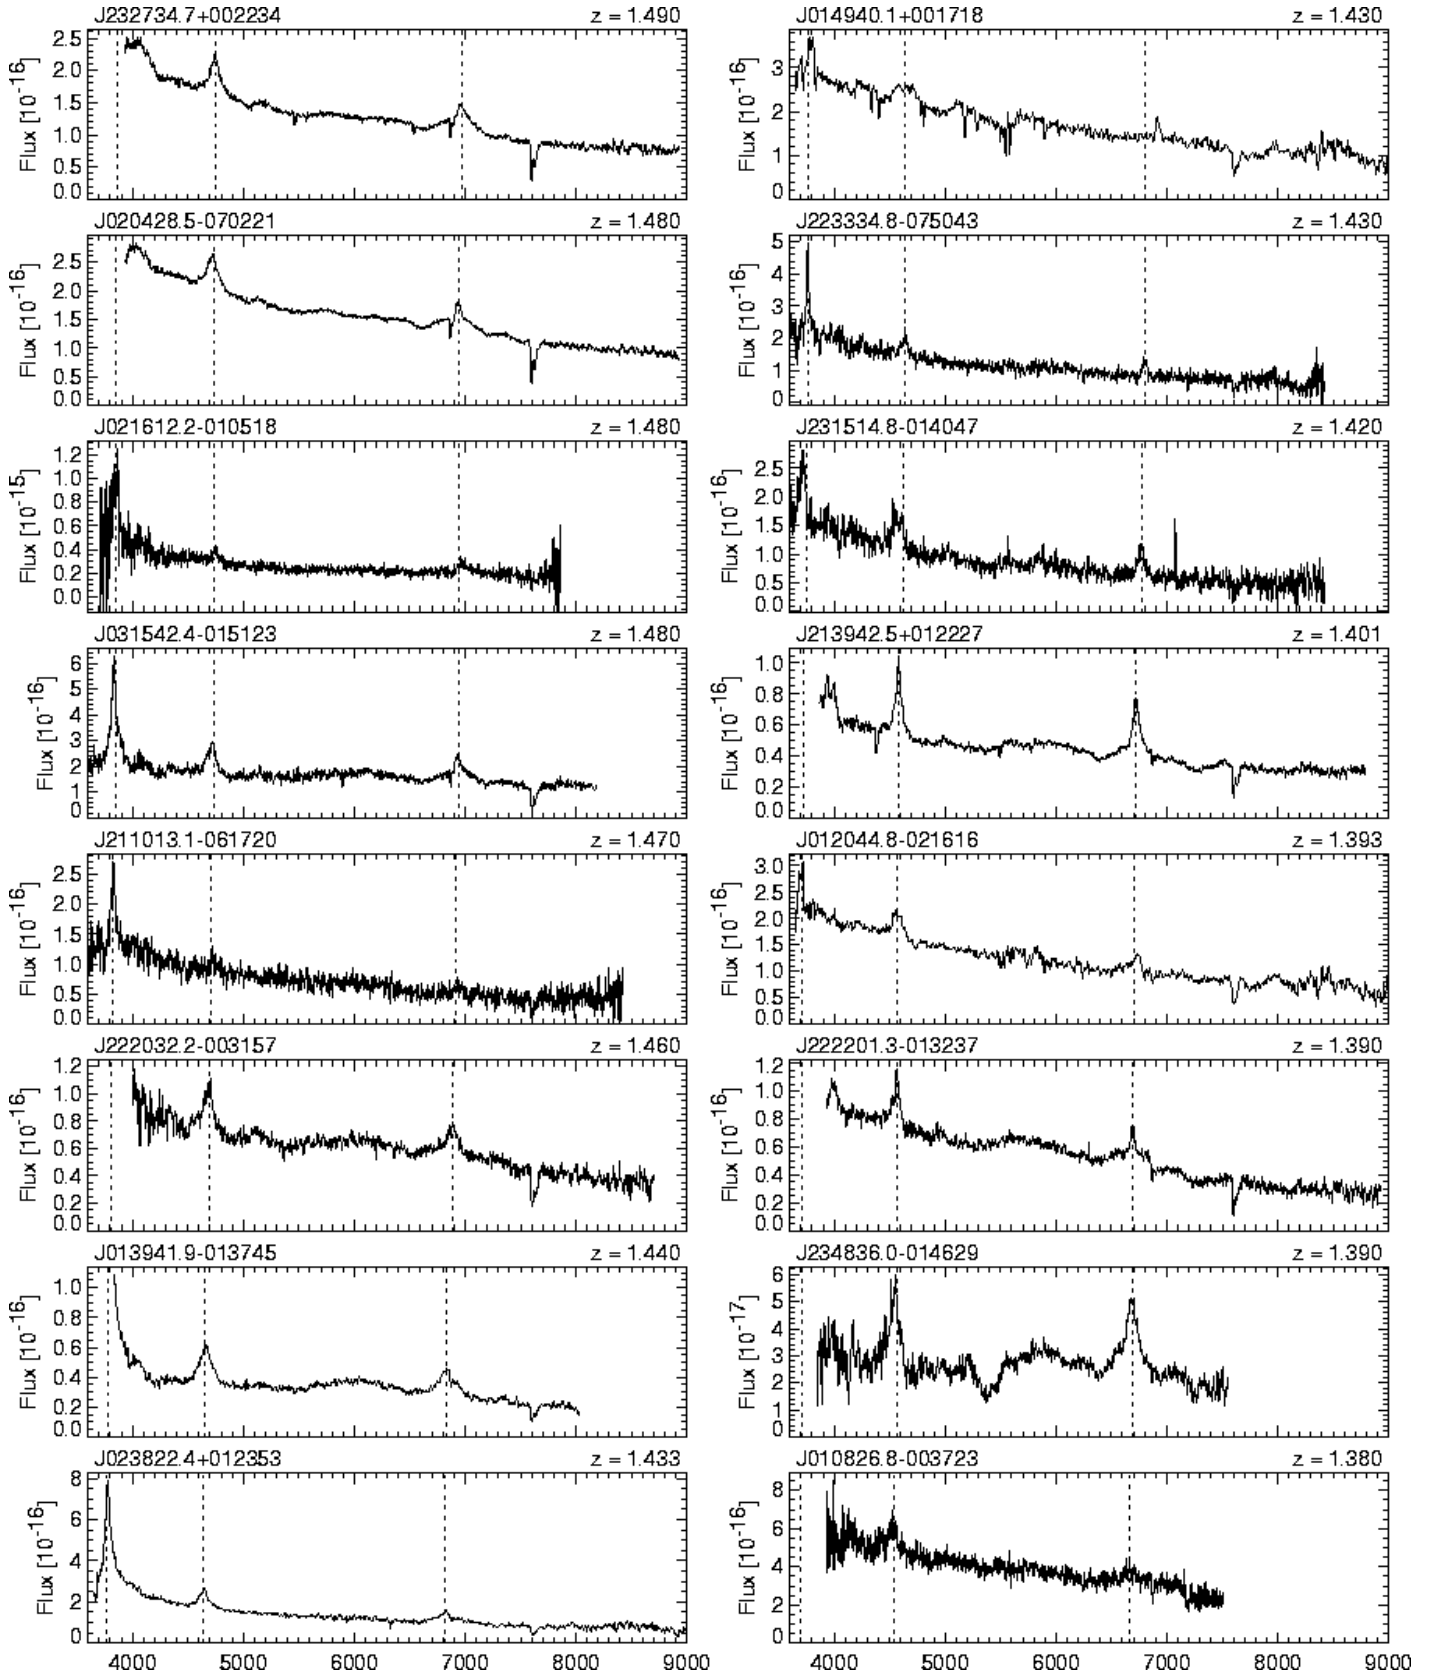 J232734.7+002234 z = 1.490
Flux [10^-16]
2.5
2.0
1.5
1.0
0.5
0.0
J020428.5-070221 z = 1.480
Flux [10^-16]
2.5
2.0
1.5
1.0
0.5
0.0
J021612.2-010518 z = 1.480
Flux [10^-15]
1.2
1.0
0.8
0.6
0.4
0.2
0.0
J031542.4-015123 z = 1.480
Flux [10^-16]
6
5
4
3
2
1
0
J211013.1-061720 z = 1.470
Flux [10^-16]
2.5
2.0
1.5
1.0
0.5
0.0
J222032.2-003157 z = 1.460
Flux [10^-16]
1.2
1.0
0.8
0.6
0.4
0.2
0.0
J013941.9-013745 z = 1.440
Flux [10^-16]
1.0
0.8
0.6
0.4
0.2
0.0
J023822.4+012353 z = 1.433
Flux [10^-16]
8
6
4
2
0
4000 5000 6000 7000 8000 9000
J014940.1+001718 z = 1.430
Flux [10^-16]
3
2
1
0
J223334.8-075043 z = 1.430
Flux [10^-16]
5
4
3
2
1
0
J231514.8-014047 z = 1.420
Flux [10^-16]
2.5
2.0
1.5
1.0
0.5
0.0
J213942.5+012227 z = 1.401
Flux [10^-16]
1.0
0.8
0.6
0.4
0.2
0.0
J012044.8-021616 z = 1.393
Flux [10^-16]
3.0
2.5
2.0
1.5
1.0
0.5
0.0
J222201.3-013237 z = 1.390
Flux [10^-16]
1.2
1.0
0.8
0.6
0.4
0.2
0.0
J234836.0-014629 z = 1.390
Flux [10^-17]
6
5
4
3
2
1
0
J010826.8-003723 z = 1.380
Flux [10^-16]
8
6
4
2
0
4000 5000 6000 7000 8000 9000